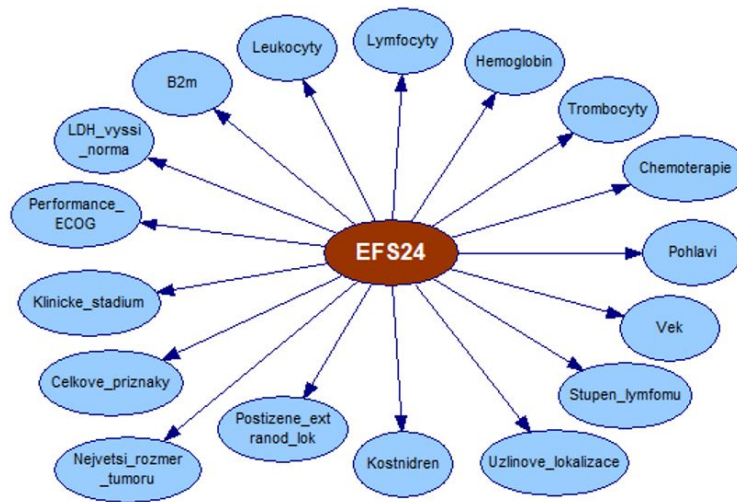 Lymfocyty
Leukocyty
Hemoglobin
B2m
Trombocyty
LDH_vyssi
_norma
Chemoterapie
Performance_
ECOG
EFS24
Pohlavi
Klinicke_stadium
Vek
Celkove_priznaky
Stupen_lymfomu
Postizene_ext
ranod_lok
Nejvetsi_rozmer
_tumoru
Kostnidren
Uzlinove_lokalizace